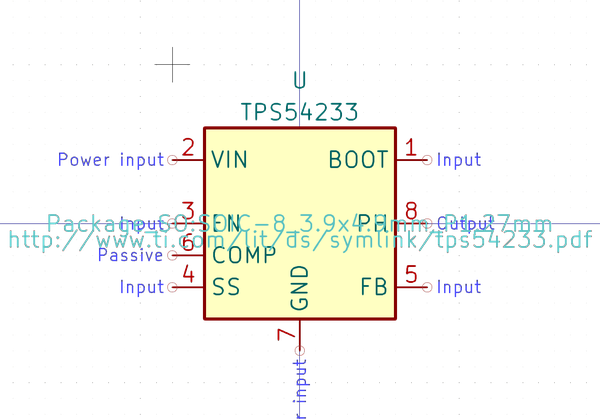 U
TPS54233
Power input 2 VIN BOOT 1 Input
Input 3 EN PH 8 Output
Package_SO:SOIC-8_3.9x4.9mm_P1.27mm
http://www.ti.com/lit/ds/symlink/tps54233.pdf
Passive 6 COMP
Input 4 SS GND FB 5 Input
7
r input